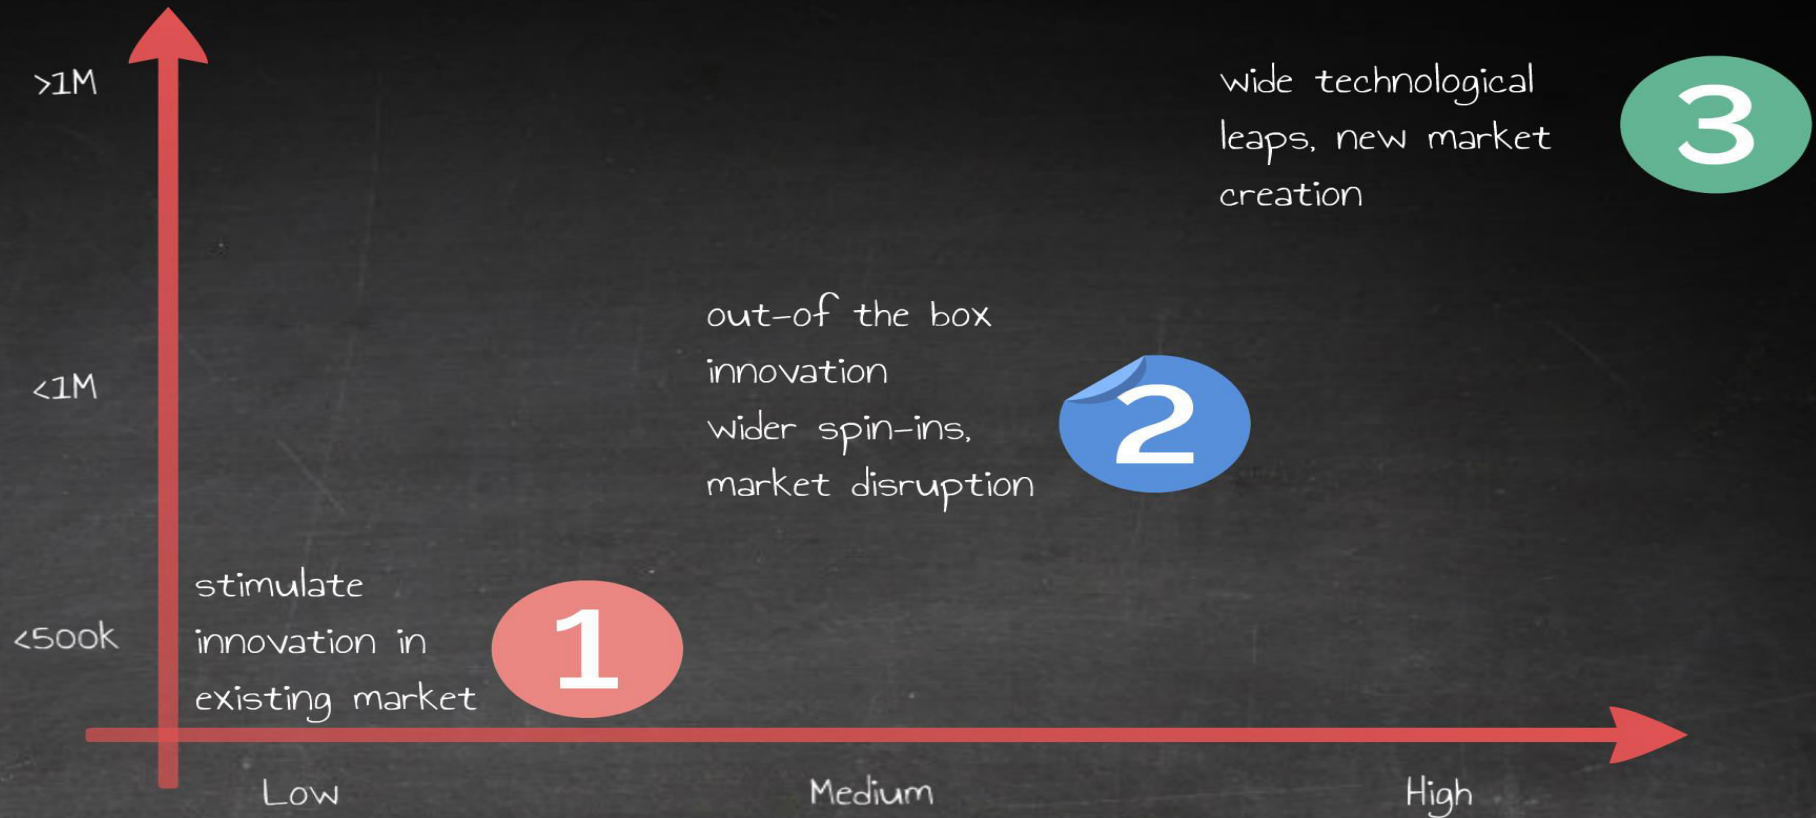 >1M
wide technological
leaps, new market
creation
3
out-of the box
innovation
<1M
wider spin-ins,
market disruption
2
stimulate
<500k
innovation in
existing market
1
Low
Medium
High